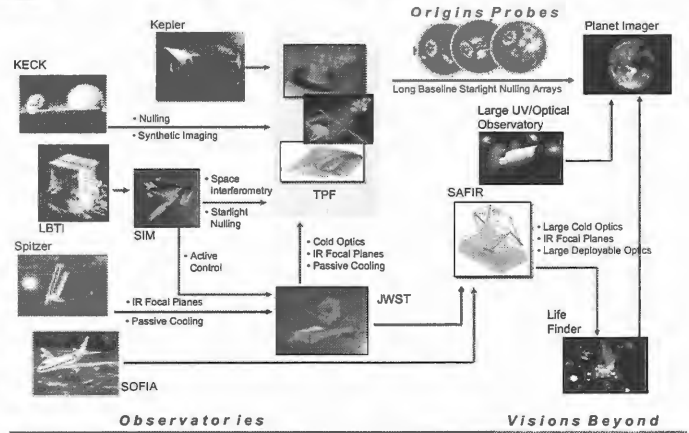 Origins Probes
Kepler
Planet Imager
KECK
Long Baseline Starlight Nulling Arrays
• Nulling
• Synthetic Imaging
Large UV/Optical
Observatory
LBTI
SIM
• Space
Interferometry
• Starlight
Nulling
TPF
SAFIR
Spitzer
• Active
Control
• Cold Optics
• IR Focal Planes
• Passive Cooling
• Large Cold Optics
• IR Focal Planes
• Large Deployable Optics
• IR Focal Planes
• Passive Cooling
JWST
Life
Finder
SOFIA
Observatories
Visions Beyond